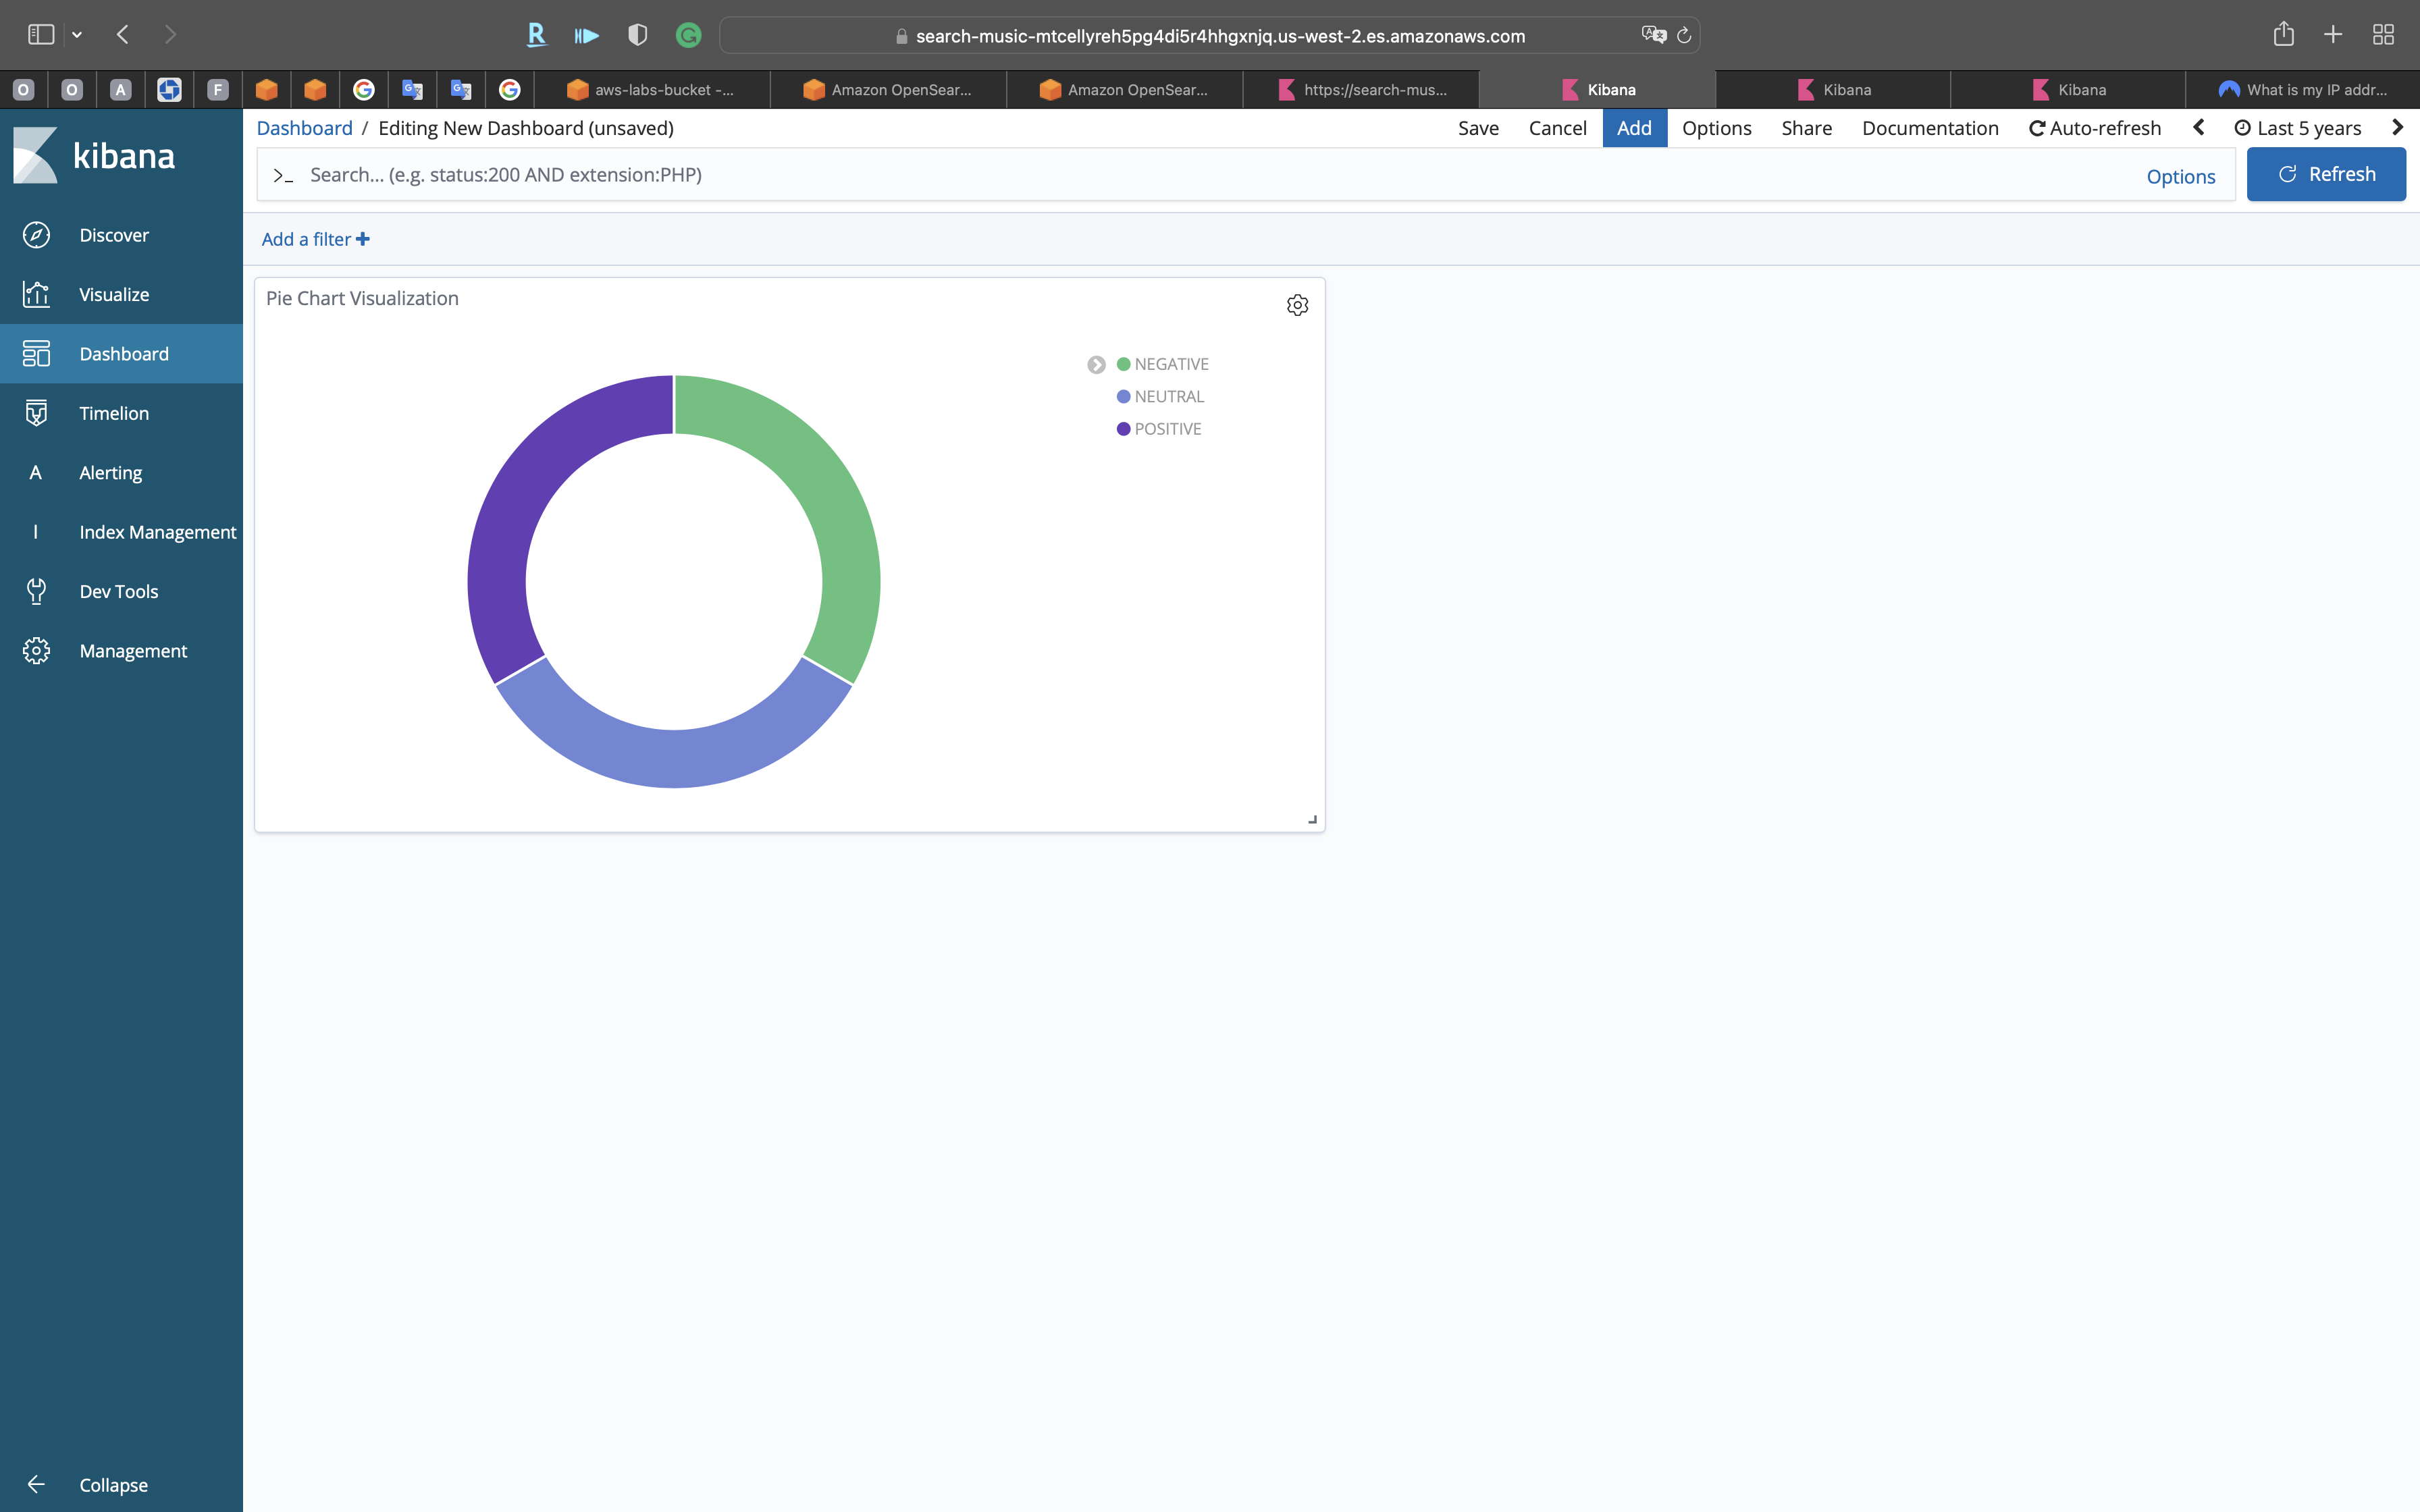 search-music-mtcellyreh5pg4di5r4hhgxnjq.us-west-2.es.amazonaws.com
O O A F aws-labs-bucket -... Amazon OpenSear... Amazon OpenSear... https://search-mus... Kibana Kibana Kibana What is my IP addr...
kibana
Discover
Visualize
Dashboard
Timelion
A Alerting
I Index Management
Dev Tools
Management
Collapse
Dashboard / Editing New Dashboard (unsaved) Save Cancel Add Options Share Documentation Auto-refresh Last 5 years
>_ Search... (e.g. status:200 AND extension:PHP) Options Refresh
Add a filter +
Pie Chart Visualization
NEGATIVE
NEUTRAL
POSITIVE